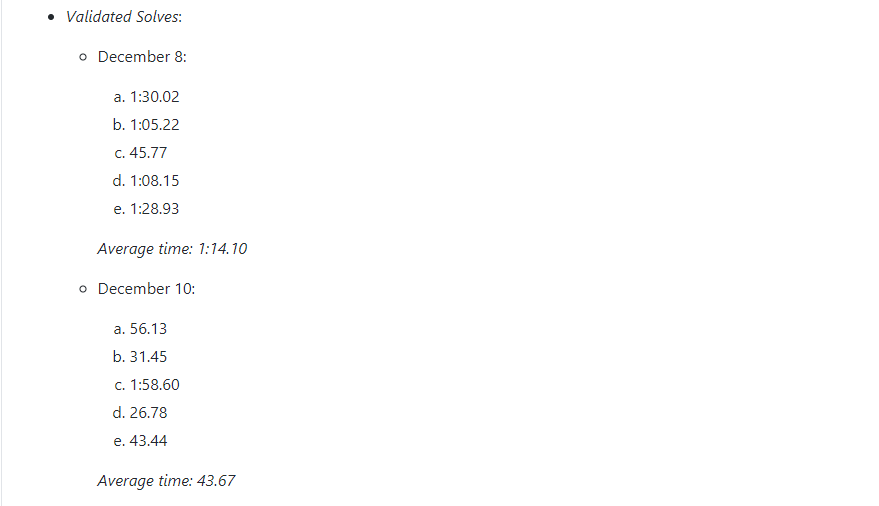 Validated Solves:
December 8:
a. 1:30.02
b. 1:05.22
c. 45.77
d. 1:08.15
e. 1:28.93
Average time: 1:14.10
December 10:
a. 56.13
b. 31.45
c. 1:58.60
d. 26.78
e. 43.44
Average time: 43.67